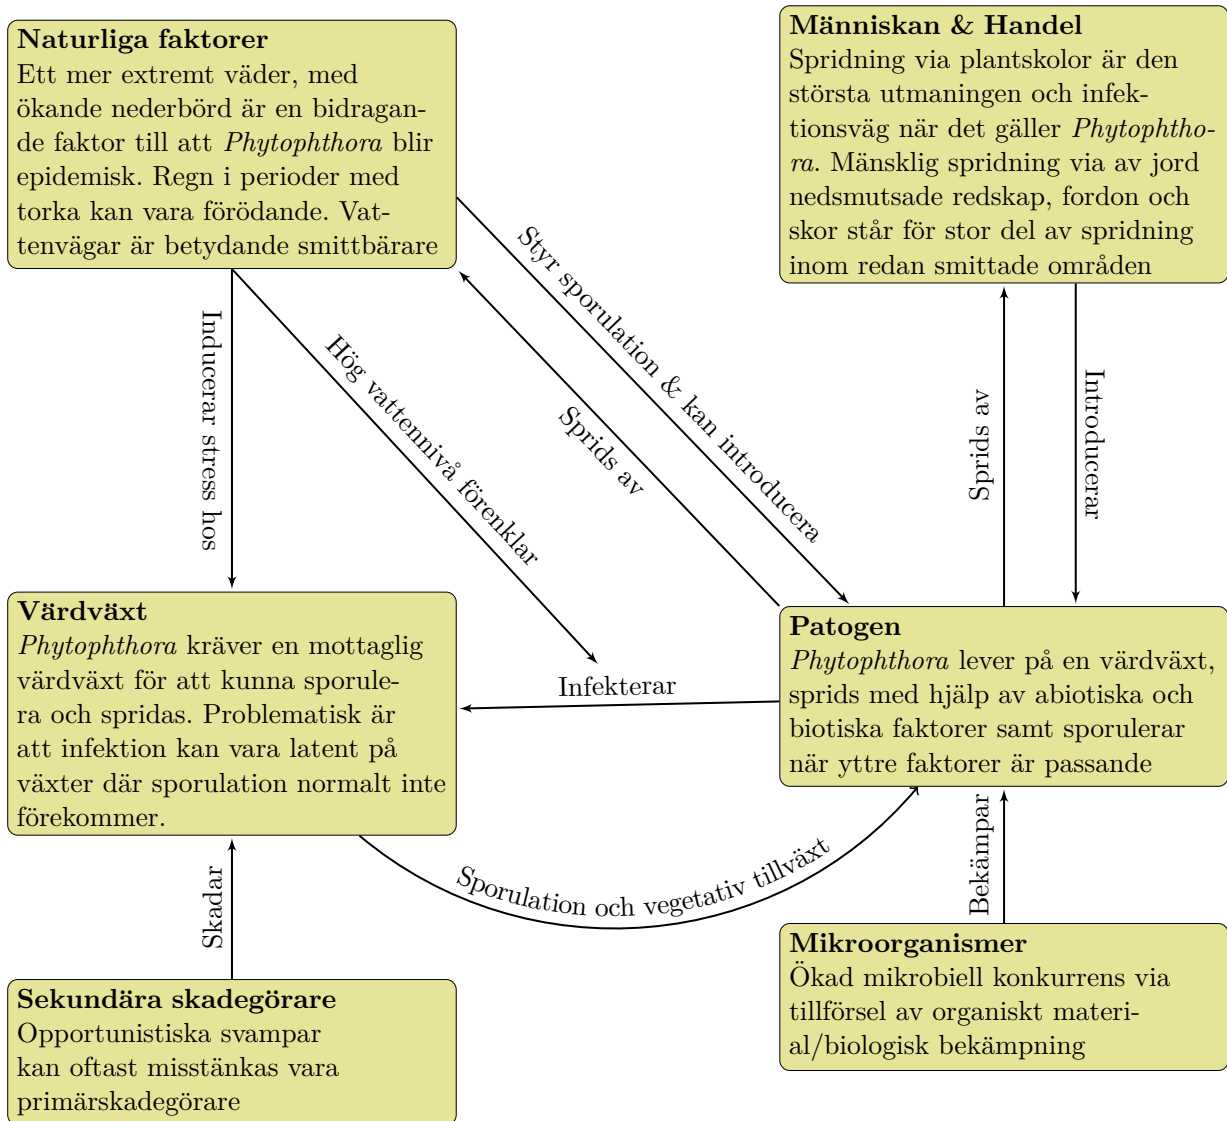 Naturliga faktorer
Ett mer extremt väder, med
ökande nederbörd är en bidragan-
de faktor till att Phytophthora blir
epidemisk. Regn i perioder med
torka kan vara förödande. Vat-
tenvägar är betydande smittbärare
Människan & Handel
Spridning via plantskolor är den
största utmaningen och infek-
tionsväg när det gäller Phytophtho-
ra. Mänsklig spridning via av jord
nedsmutsade redskap, fordon och
skor står för stor del av spridning
inom redan smittade områden
Inducerar stress hos
Hög vattennivå förenklar
Styr sporulation & kan introducera
Sprids av
Sprids av
Introducerar
Värdväxt
Phytophthora kräver en mottaglig
värdväxt för att kunna sporule-
ra och spridas. Problematisk är
att infektion kan vara latent på
växter där sporulation normalt inte
förekommer.
Infekterar
Patogen
Phytophthora lever på en värdväxt,
sprids med hjälp av abiotiska och
biotiska faktorer samt sporulerar
när yttre faktorer är passande
Skadar
Sporulation och vegetativ tillväxt
Bekämpar
Sekundära skadegörare
Opportunistiska svampar
kan oftast misstänkas vara
primärskadegörare
Mikroorganismer
Ökad mikrobiell konkurrens via
tillförsel av organiskt materi-
al/biologisk bekämpning